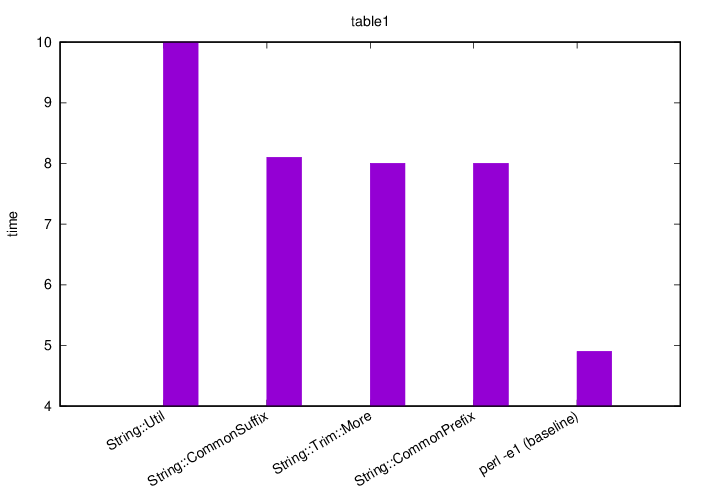 table1
10
9
8
7
6
5
4
time
String::Util
String::CommonSuffix
String::Trim::More
String::CommonPrefix
perl -e1 (baseline)